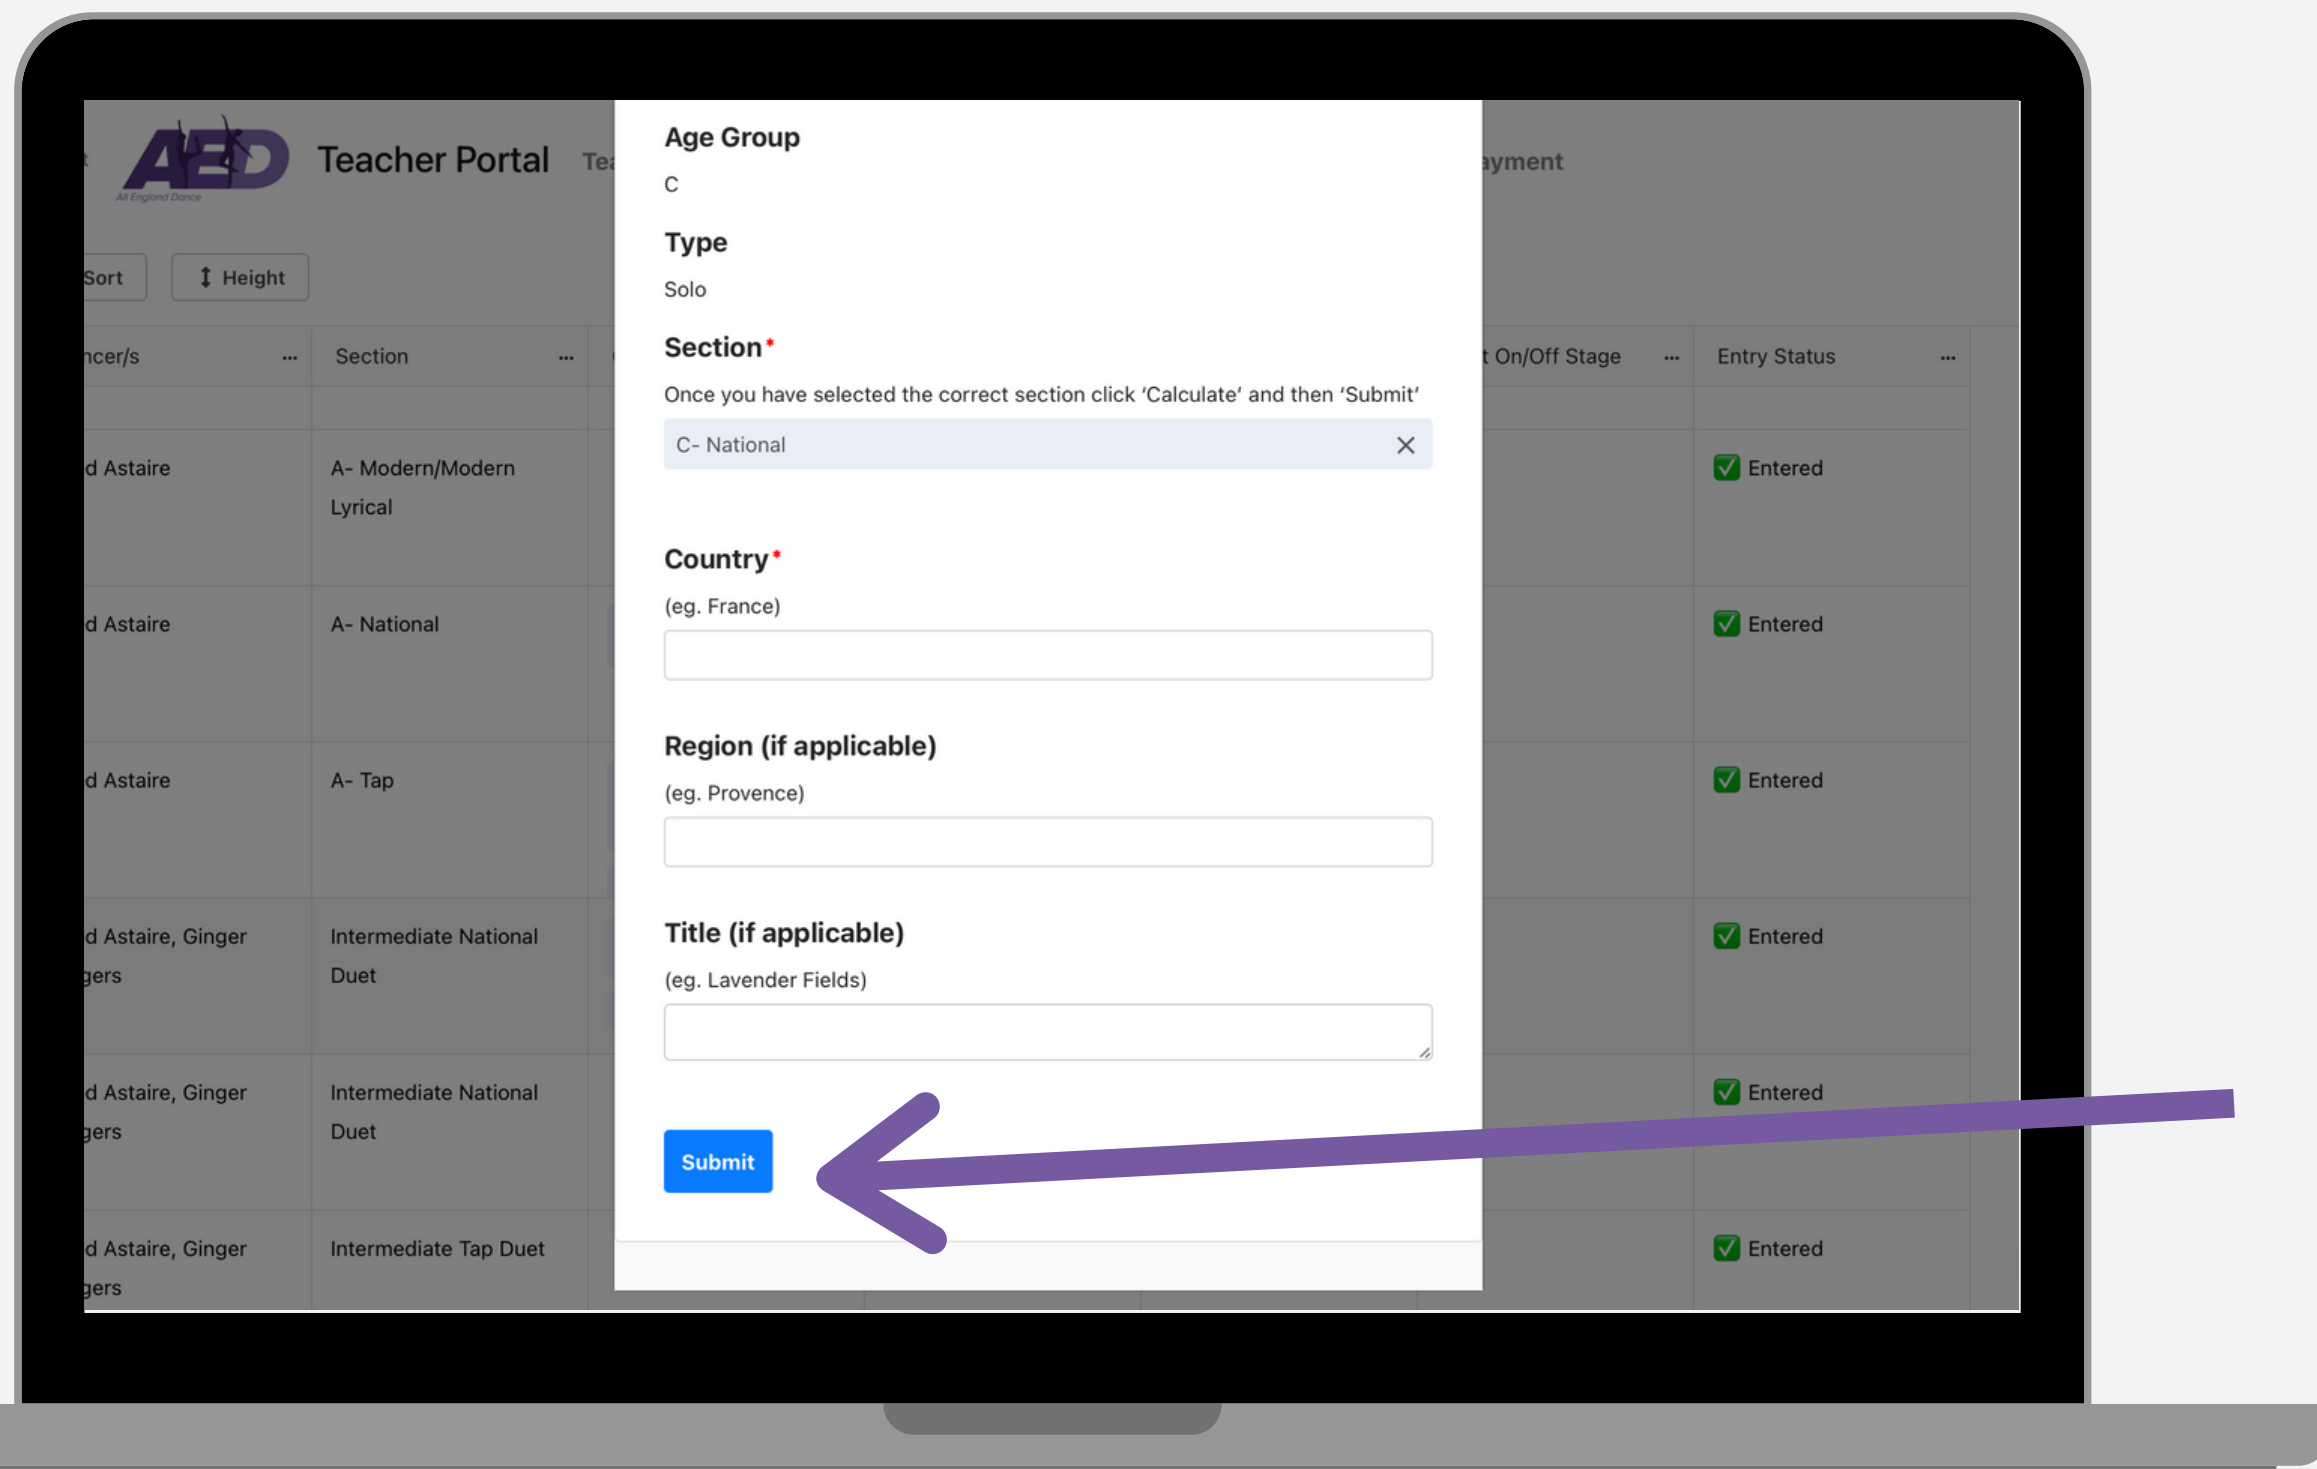 t
AED
All England Dance
Teacher Portal
Tea
ayment
Sort
Height
ncer/s ...
Section ...
t On/Off Stage ...
Entry Status ...
d Astaire
A- Modern/Modern
Lyrical
✅ Entered
d Astaire
A- National
✅ Entered
d Astaire
A- Tap
✅ Entered
d Astaire, Ginger
gers
Intermediate National
Duet
✅ Entered
d Astaire, Ginger
gers
Intermediate National
Duet
✅ Entered
d Astaire, Ginger
gers
Intermediate Tap Duet
✅ Entered
Age Group
C
Type
Solo
Section*
Once you have selected the correct section click ‘Calculate’ and then ‘Submit’
C- National
Country*
(eg. France)
Region (if applicable)
(eg. Provence)
Title (if applicable)
(eg. Lavender Fields)
Submit